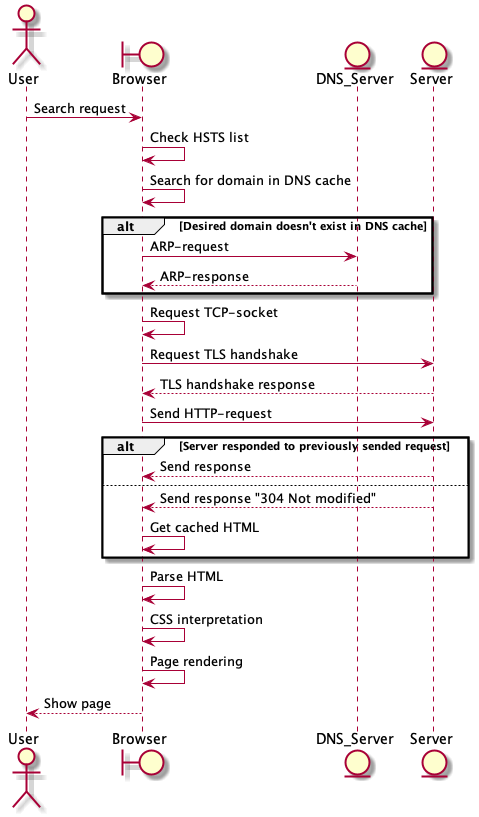 User Browser DNS_Server Server
Search request
Check HSTS list
Search for domain in DNS cache
alt [Desired domain doesn't exist in DNS cache]
ARP-request
ARP-response
Request TCP-socket
Request TLS handshake
TLS handshake response
Send HTTP-request
alt [Server responded to previously sended request]
Send response
Send response "304 Not modified"
Get cached HTML
Parse HTML
CSS interpretation
Page rendering
Show page
User Browser DNS_Server Server